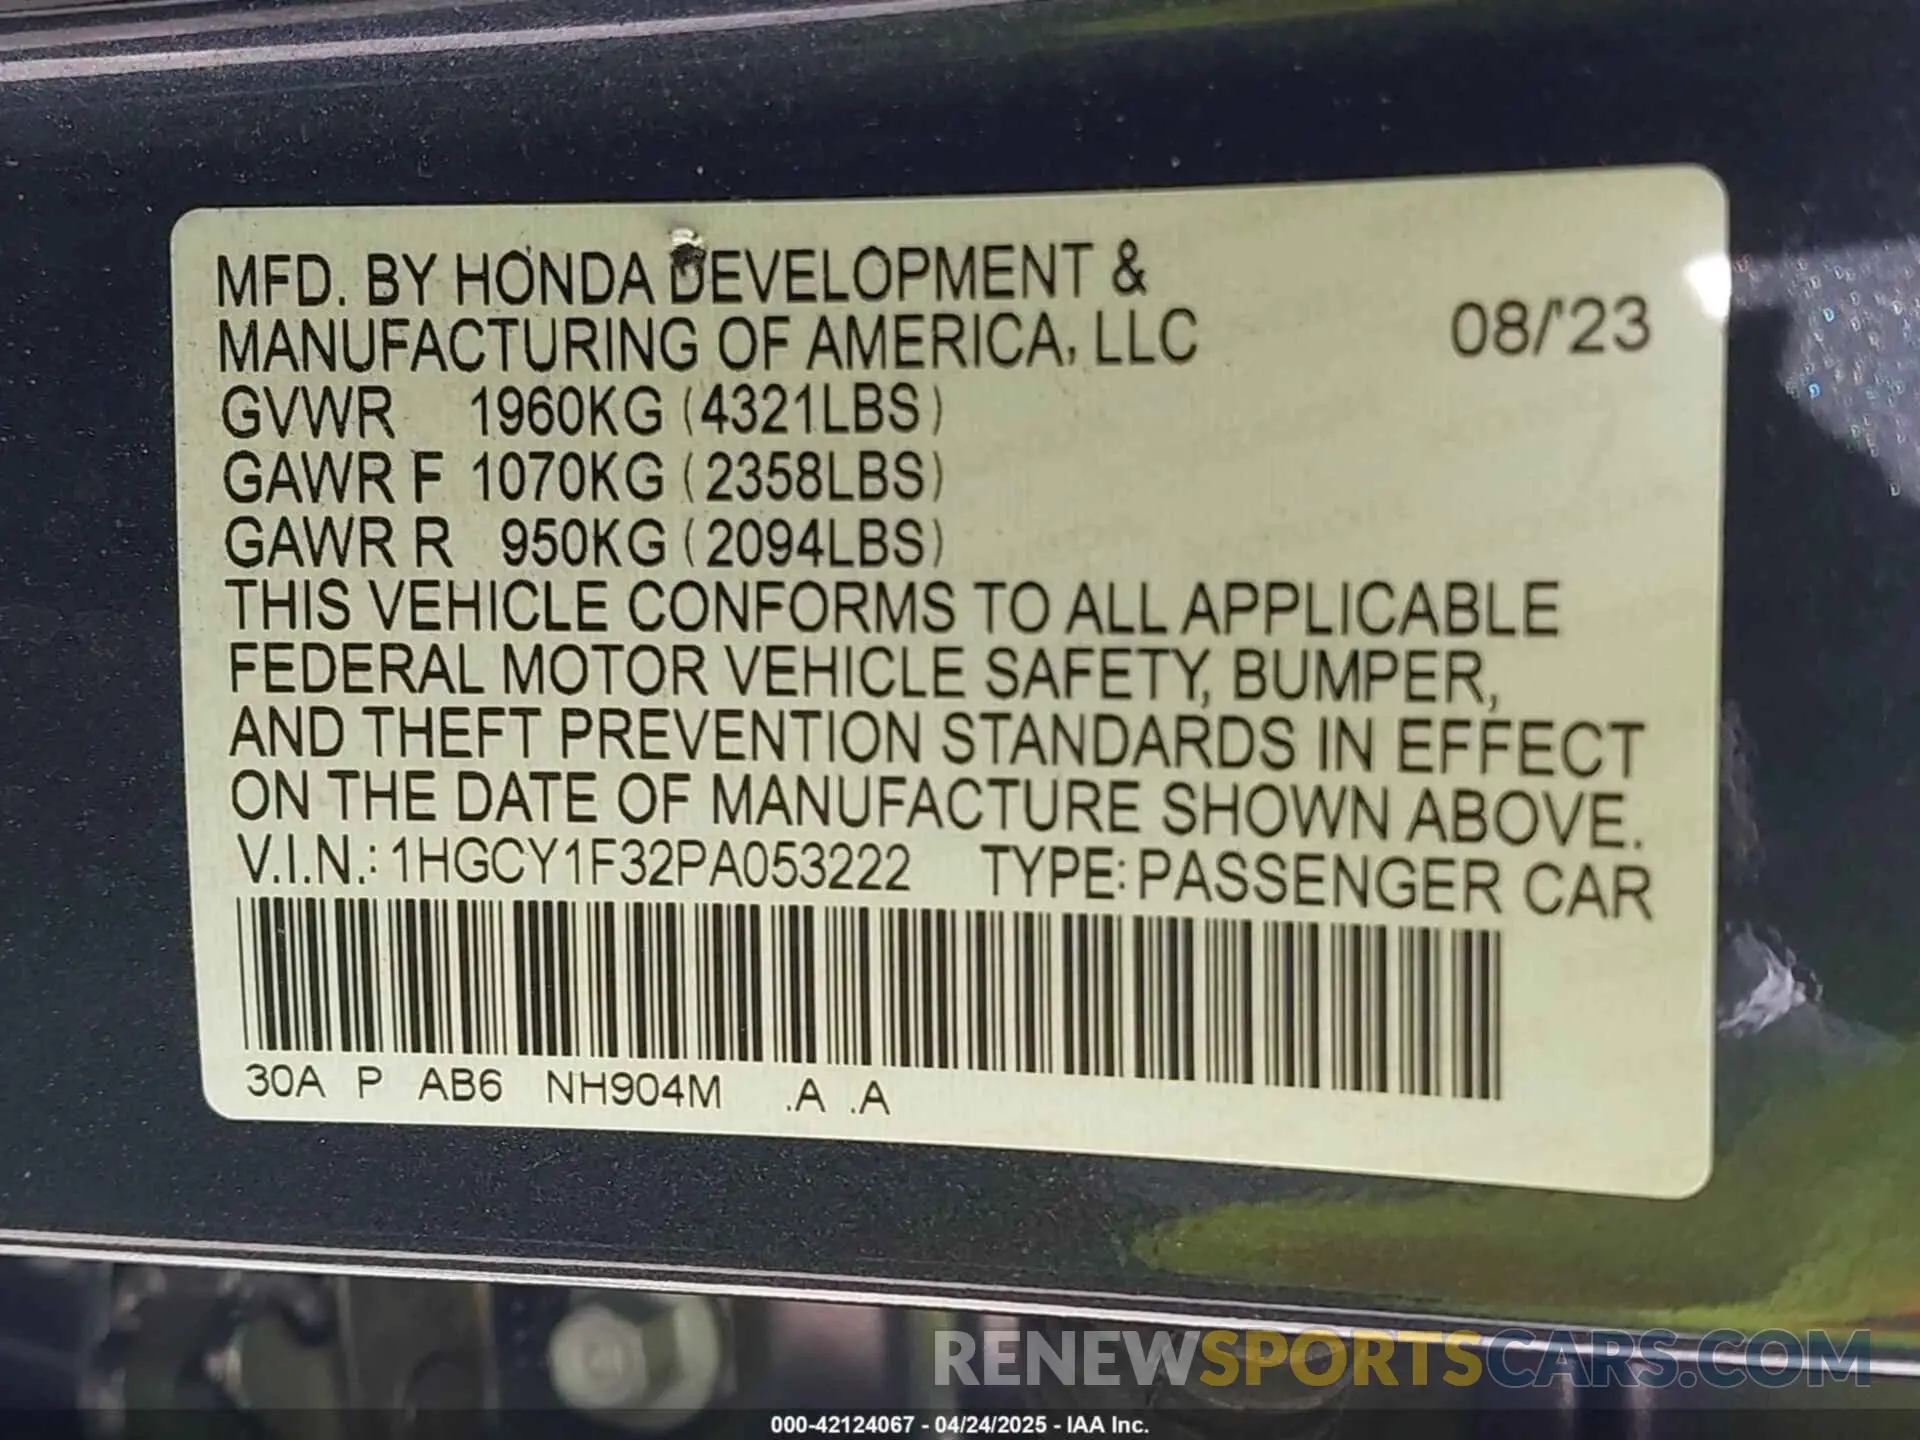 MFD. BY HONDA DEVELOPMENT &
MANUFACTURING OF AMERICA, LLC 08/'23
GVWR 1960KG (4321LBS)
GAWR F 1070KG (2358LBS)
GAWR R 950KG (2094LBS)
THIS VEHICLE CONFORMS TO ALL APPLICABLE
FEDERAL MOTOR VEHICLE SAFETY, BUMPER,
AND THEFT PREVENTION STANDARDS IN EFFECT
ON THE DATE OF MANUFACTURE SHOWN ABOVE.
V.I.N.: 1HGCY1F32PA053222 TYPE: PASSENGER CAR
30A P AB6 NH904M .A .A
RENEWSPORTSCARS.COM
000-42124067 - 04/24/2025 - IAA Inc.